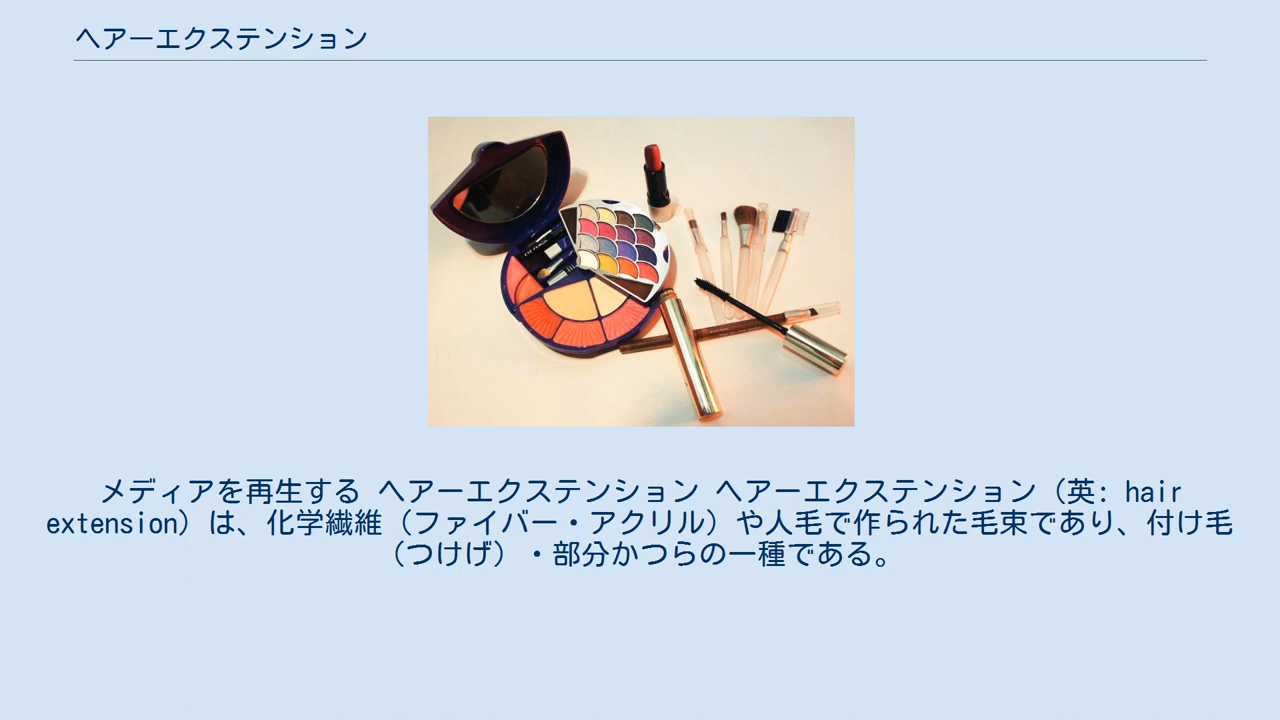 ヘアーエクステンション
メディアを再生する ヘアーエクステンション ヘアーエクステンション（英: hair
extension）は、化学繊維（ファイバー・アクリル）や人毛で作られた毛束であり、付け毛
（つけげ）・部分かつらの一種である。